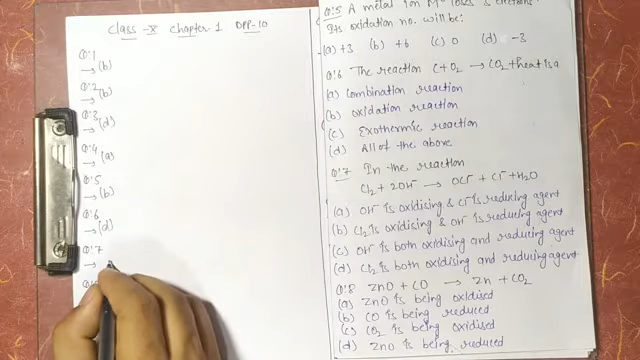 Class-X Chapter 1 DPP-10
Q:1
→ (b)
Q:2
→ (b)
Q:3
→ (d)
Q:4
→ (a)
Q:5
→ (b)
Q:6
→ (d)
Q:7
→
Q:5 A metal ion
Its oxidation no. will be:
(a) +3 (b) +6 (c) 0 (d) -3
Q:6 The reaction C+O₂ → CO₂+heat is a
(a) Combination reaction
(b) oxidation reaction
(c) Exothermic reaction
(d) All of the above
Q:7 In the reaction
Cl₂ + 2OH⁻ → OCl⁻ + Cl⁻ + H₂O
(a) OH⁻ is oxidising & Cl⁻ is reducing agent
(b) Cl₂ is oxidising & OH⁻ is reducing agent
(c) OH⁻ is both oxidising and reducing agent
(d) Cl₂ is both oxidising and reducing agent
Q:8 ZnO + CO → Zn + CO₂
(a) ZnO is being oxidised
(b) CO is being reduced
(c) CO₂ is being oxidised
(d) ZnO is being reduced